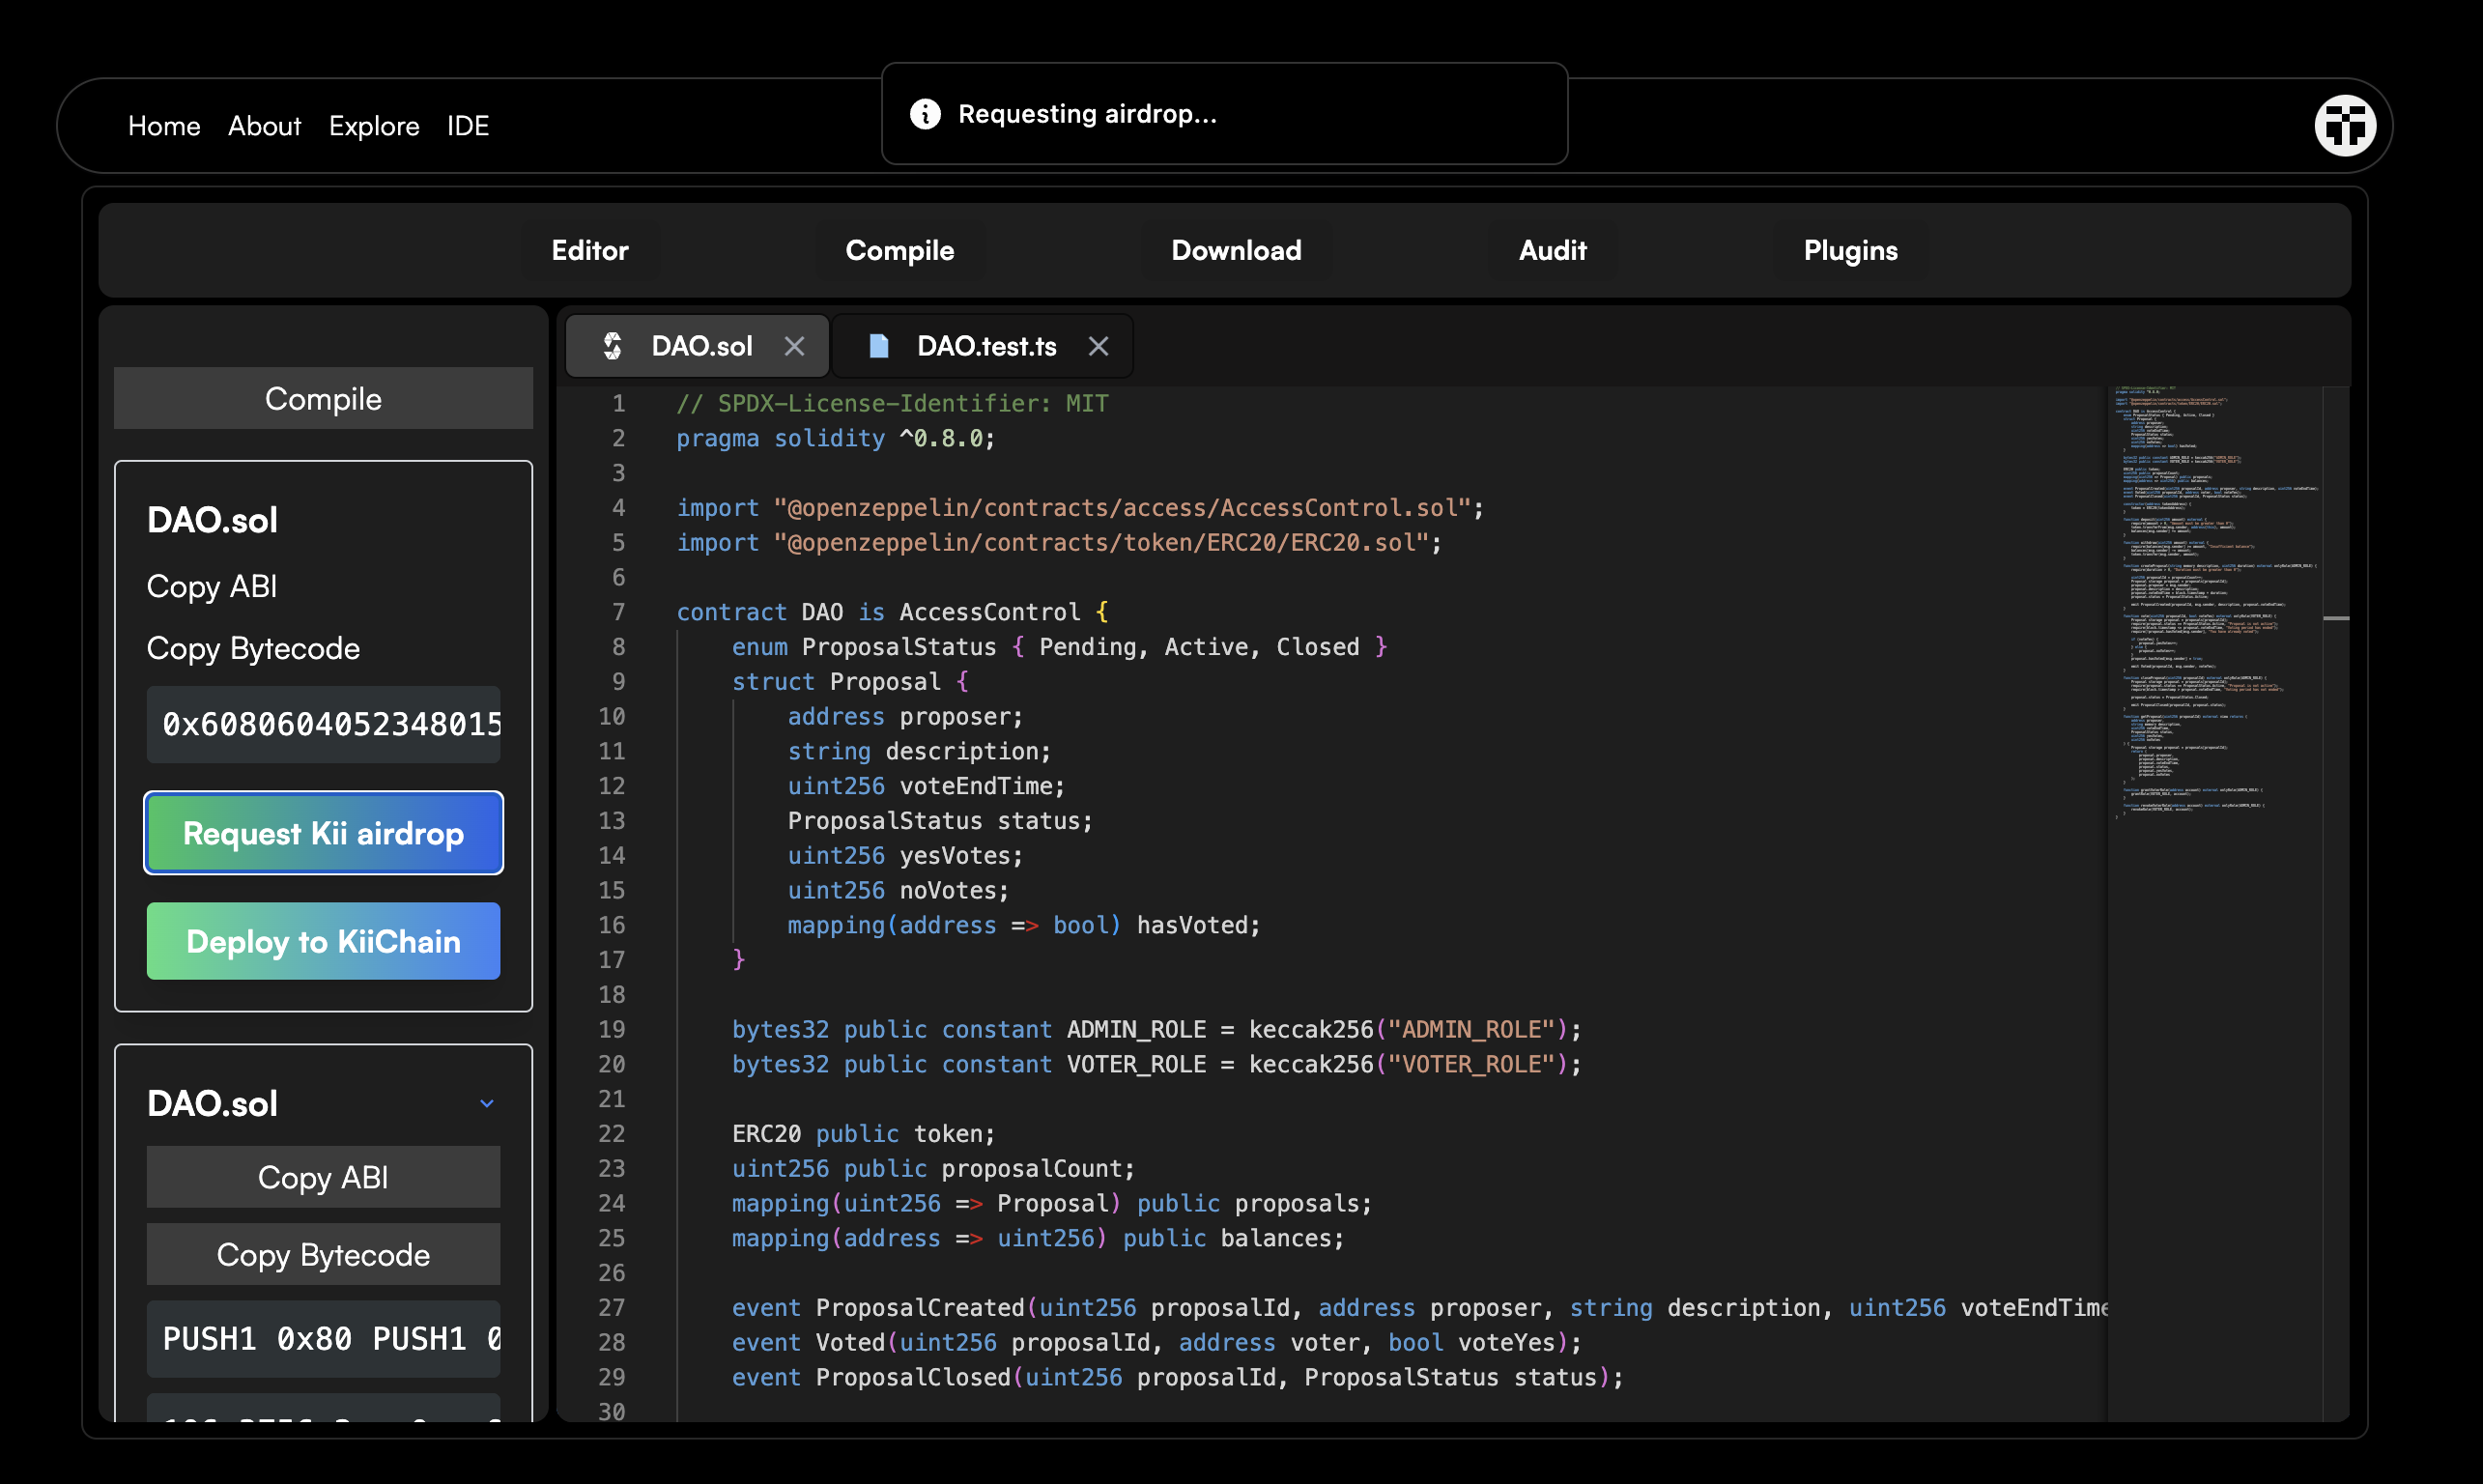 Home About Explore IDE
Requesting airdrop...
Editor Compile Download Audit Plugins
Compile
DAO.sol
Copy ABI
Copy Bytecode
0x6080604052348015
Request Kii airdrop
Deploy to KiiChain
DAO.sol
Copy ABI
Copy Bytecode
PUSH1 0x80 PUSH1 0
DAO.sol DAO.test.ts
1 // SPDX-License-Identifier: MIT
2 pragma solidity ^0.8.0;
3
4 import "@openzeppelin/contracts/access/AccessControl.sol";
5 import "@openzeppelin/contracts/token/ERC20/ERC20.sol";
6
7 contract DAO is AccessControl {
8 enum ProposalStatus { Pending, Active, Closed }
9 struct Proposal {
10 address proposer;
11 string description;
12 uint256 voteEndTime;
13 ProposalStatus status;
14 uint256 yesVotes;
15 uint256 noVotes;
16 mapping(address => bool) hasVoted;
17 }
18
19 bytes32 public constant ADMIN_ROLE = keccak256("ADMIN_ROLE");
20 bytes32 public constant VOTER_ROLE = keccak256("VOTER_ROLE");
21
22 ERC20 public token;
23 uint256 public proposalCount;
24 mapping(uint256 => Proposal) public proposals;
25 mapping(address => uint256) public balances;
26
27 event ProposalCreated(uint256 proposalId, address proposer, string description, uint256 voteEndTime
28 event Voted(uint256 proposalId, address voter, bool voteYes);
29 event ProposalClosed(uint256 proposalId, ProposalStatus status);
30